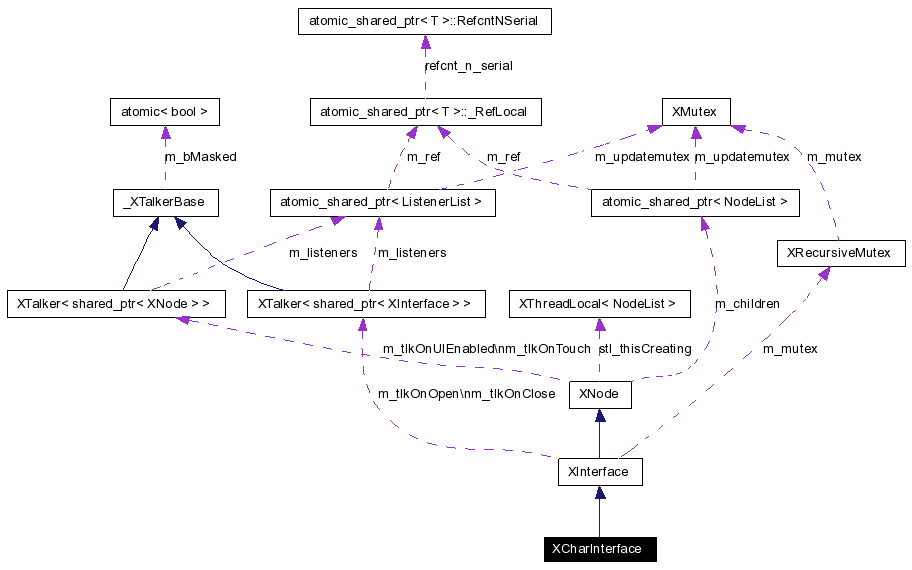 atomic_shared_ptr< T >::RefcntNSerial
refcnt_n_serial
atomic< bool >
atomic_shared_ptr< T >::_RefLocal
XMutex
m_bMasked
m_ref
m_ref
m_updatemutex
m_updatemutex
m_mutex
_XTalkerBase
atomic_shared_ptr< ListenerList >
atomic_shared_ptr< NodeList >
m_listeners
m_listeners
XRecursiveMutex
XTalker< shared_ptr< XNode > >
XTalker< shared_ptr< XInterface > >
XThreadLocal< NodeList >
m_children
m_tlkOnUIEnabled\nm_tlkOnTouch
stl_thisCreating
m_mutex
m_tlkOnOpen\nm_tlkOnClose
XNode
XInterface
XCharInterface